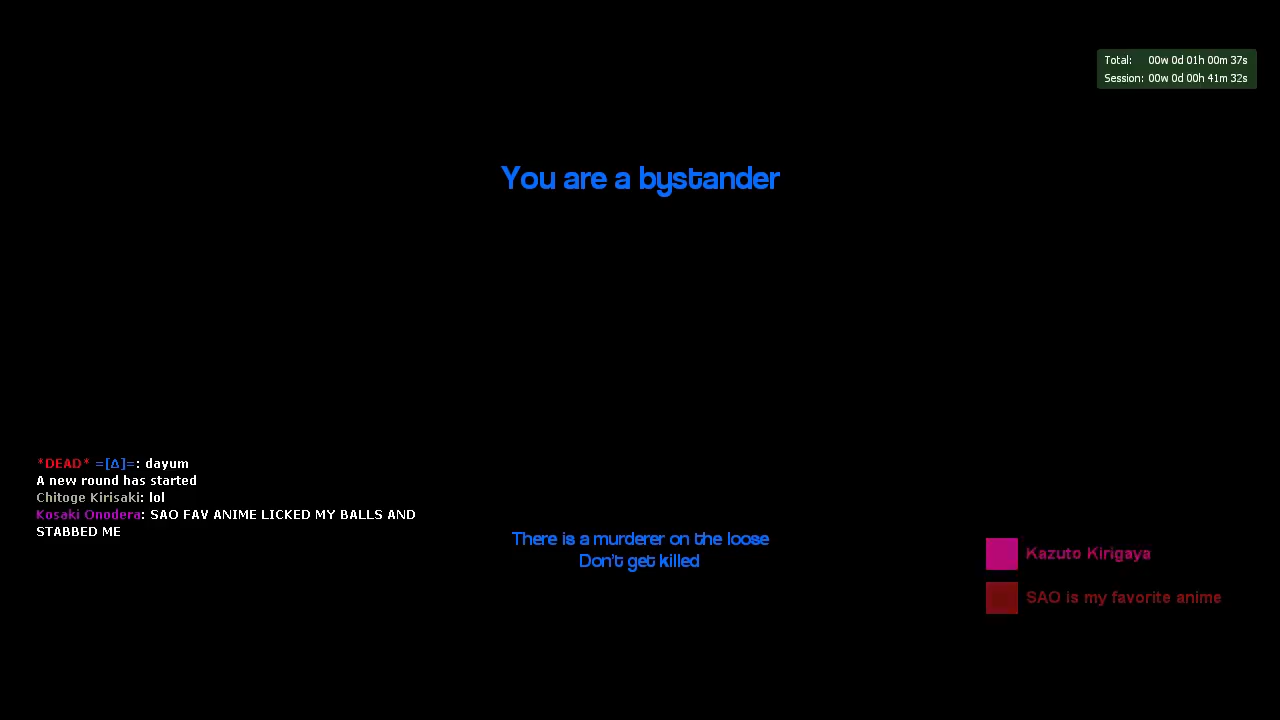 Total: 00w 0d 01h 00m 37s
Session: 00w 0d 00h 41m 32s
You are a bystander
*DEAD* =[Δ]=: dayum
A new round has started
Chitoge Kirisaki: lol
Kosaki Onodera: SAO FAV ANIME LICKED MY BALLS AND
STABBED ME
There is a murderer on the loose
Don't get killed
Kazuto Kirigaya
SAO is my favorite anime